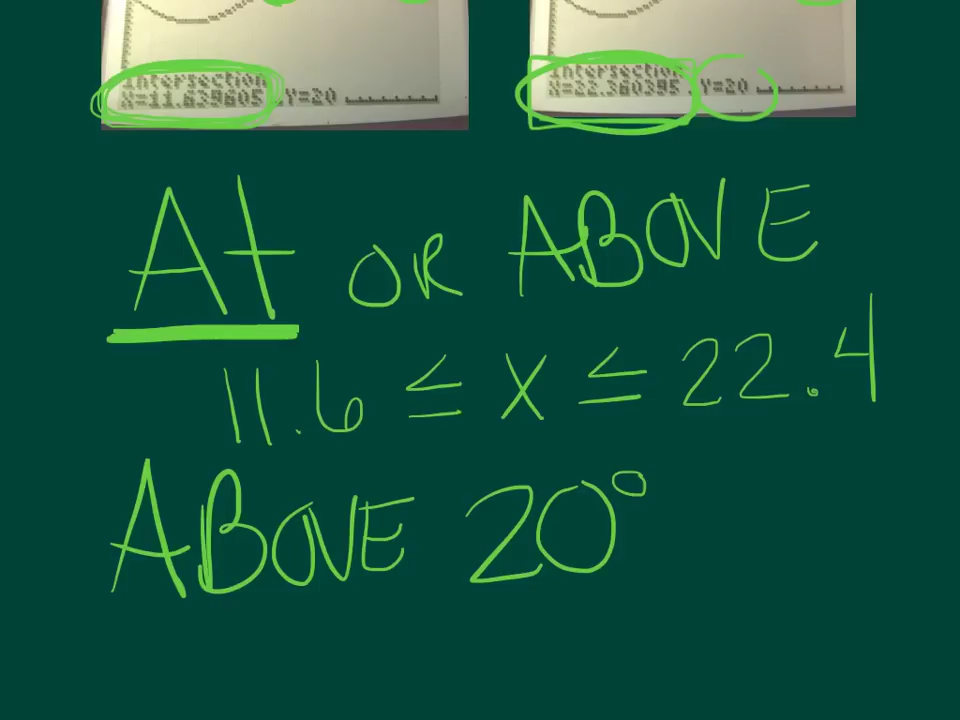 Intersection
X=11.639605 Y=20
Intersection
X=22.360395 Y=20
At OR ABOVE
11.6 ≤ X ≤ 22.4
ABOVE 20°